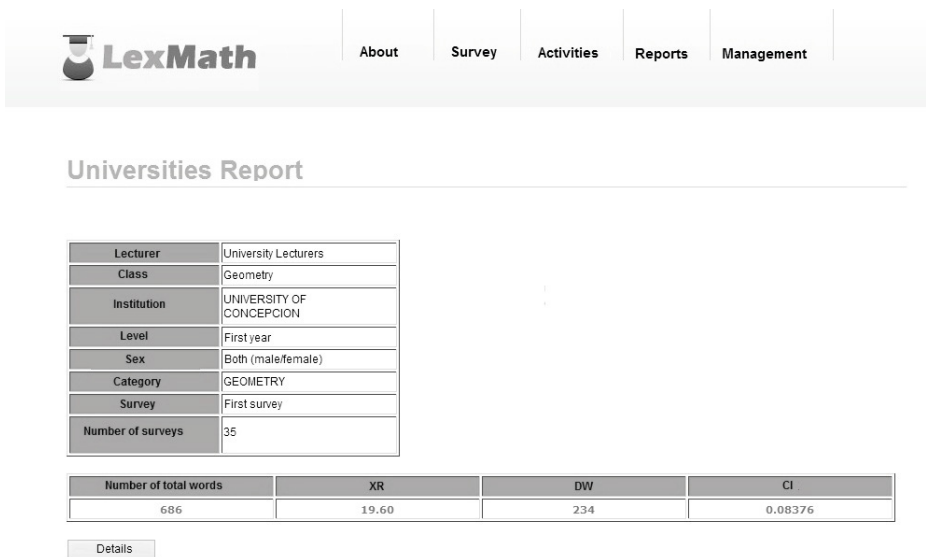 LexMath
About Survey Activities Reports Management
Universities Report
Lecturer University Lecturers
Class Geometry
Institution UNIVERSITY OF
CONCEPCION
Level First year
Sex Both (male/female)
Category GEOMETRY
Survey First survey
Number of surveys 35
Number of total words XR DW CI
686 19.60 234 0.08376
Details